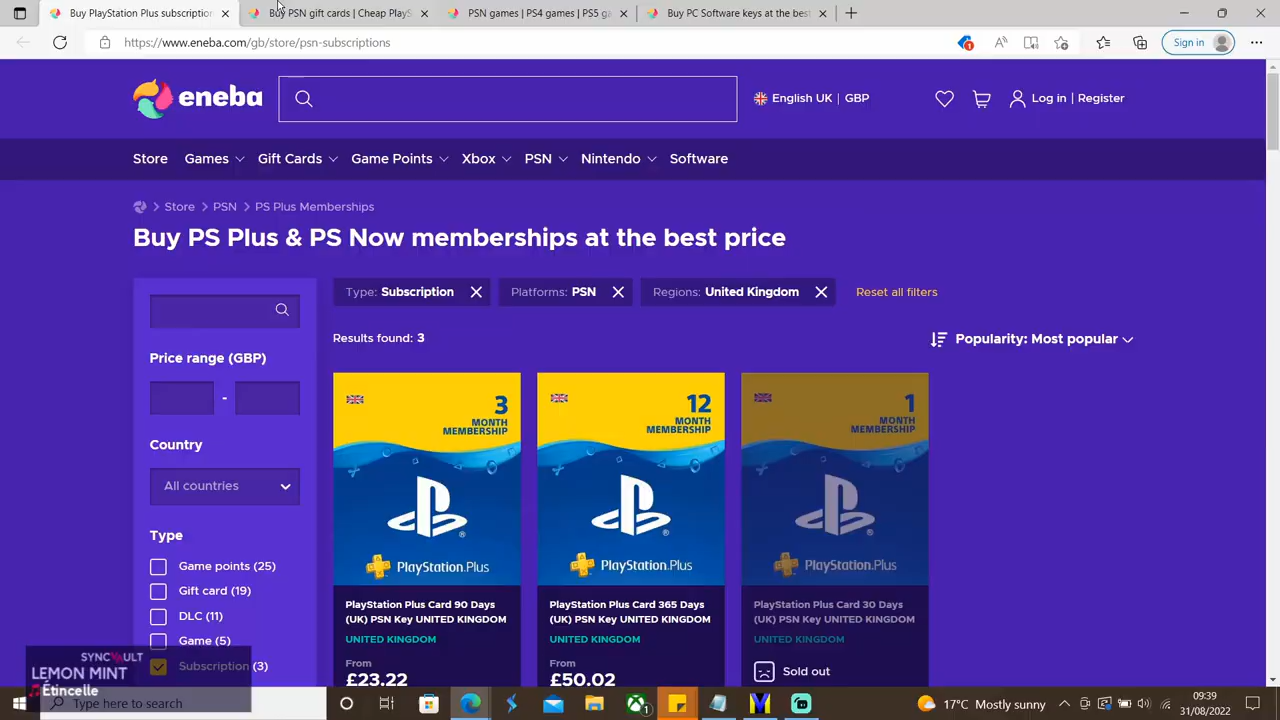 Buy PlayStation Plus subscription
Buy PSN gift cards | Cheap PlayS
PSN games | PS4 games | PS5 ga
Buy PC Software keys at the best
https://www.eneba.com/gb/store/psn-subscriptions
1
Sign in
eneba
English UK | GBP
Log in | Register
Store
Games
Gift Cards
Game Points
Xbox
PSN
Nintendo
Software
Store
PSN
PS Plus Memberships
Buy PS Plus & PS Now memberships at the best price
Type: Subscription
Platforms: PSN
Regions: United Kingdom
Reset all filters
Results found: 3
Popularity: Most popular
Price range (GBP)
-
Country
All countries
Type
Game points (25)
Gift card (19)
DLC (11)
Game (5)
Subscription (3)
3
MONTH
MEMBERSHIP
PlayStation.Plus
PlayStation Plus Card 90 Days
(UK) PSN Key UNITED KINGDOM
UNITED KINGDOM
From
£23.22
12
MONTH
MEMBERSHIP
PlayStation.Plus
PlayStation Plus Card 365 Days
(UK) PSN Key UNITED KINGDOM
UNITED KINGDOM
From
£50.02
1
MONTH
MEMBERSHIP
PlayStation.Plus
PlayStation Plus Card 30 Days
(UK) PSN Key UNITED KINGDOM
UNITED KINGDOM
Sold out
SYNCVAULT
LEMON MINT
Étincelle
Type here to search
1
17°C Mostly sunny
09:39
31/08/2022